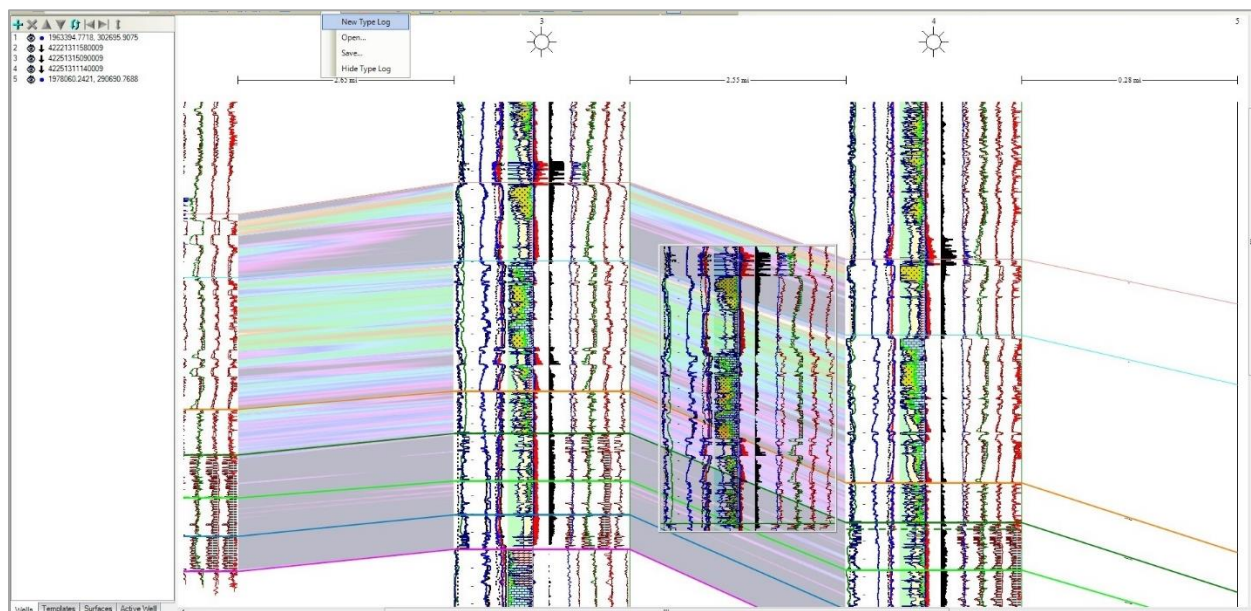 New Type Log
Open...
Save...
Hide Type Log
3
4
5
1 1963394.7718, 302695.9075
2 42221311580009
3 42251315090009
4 42251311140009
5 1978060.2421, 290690.7688
2.65 mi
2.55 mi
0.28 mi
Wells Templates Surfaces Active Well